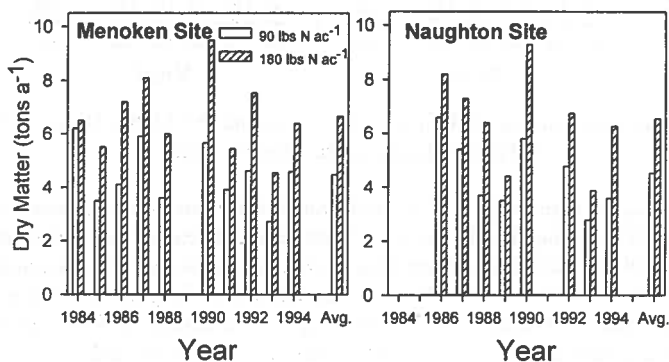 Menoken Site
90 lbs N ac⁻¹
180 lbs N ac⁻¹
Naughton Site
Dry Matter (tons a⁻¹)
10
8
6
4
2
0
1984 1986 1988 1990 1992 1994 Avg.
Year
10
8
6
4
2
0
1984 1986 1988 1990 1992 1994 Avg.
Year